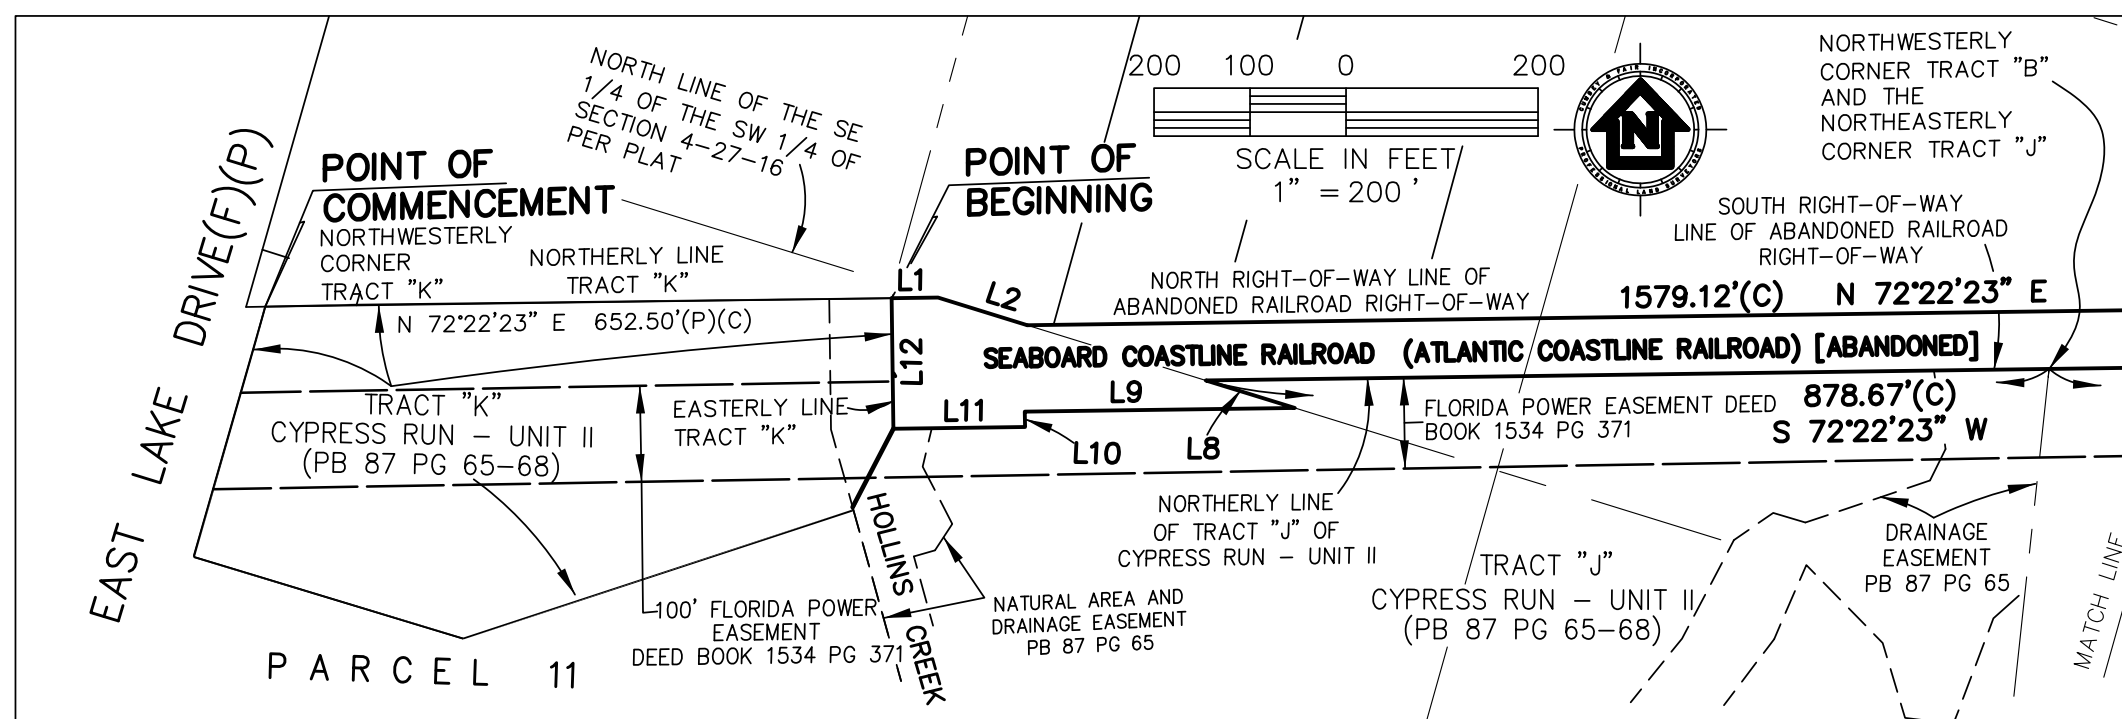 NORTH LINE OF THE SE
1/4 OF THE SW 1/4 OF
SECTION 4-27-16
PER PLAT
200 100 0 200
SCALE IN FEET
1" = 200 '
CUMBEY & FAIR INCORPORATED
N
PROFESSIONAL LAND SURVEYORS
NORTHWESTERLY
CORNER TRACT "B"
AND THE
NORTHEASTERLY
CORNER TRACT "J"
POINT OF
COMMENCEMENT
NORTHWESTERLY
CORNER
TRACT "K"
NORTHERLY LINE
TRACT "K"
POINT OF
BEGINNING
SOUTH RIGHT-OF-WAY
LINE OF ABANDONED RAILROAD
RIGHT-OF-WAY
EAST LAKE DRIVE(F)(P)
L1
L2
NORTH RIGHT-OF-WAY LINE OF
ABANDONED RAILROAD RIGHT-OF-WAY
1579.12'(C) N 72°22'23" E
N 72°22'23" E 652.50'(P)(C)
L12
SEABOARD COASTLINE RAILROAD (ATLANTIC COASTLINE RAILROAD) [ABANDONED]
TRACT "K"
CYPRESS RUN - UNIT II
(PB 87 PG 65-68)
EASTERLY LINE
TRACT "K"
L11
L9
L10
L8
FLORIDA POWER EASEMENT DEED
BOOK 1534 PG 371
878.67'(C)
S 72°22'23" W
NORTHERLY LINE
OF TRACT "J" OF
CYPRESS RUN - UNIT II
HOLLINS CREEK
NATURAL AREA AND
DRAINAGE EASEMENT
PB 87 PG 65
TRACT "J"
CYPRESS RUN - UNIT II
(PB 87 PG 65-68)
DRAINAGE
EASEMENT
PB 87 PG 65
MATCH LINE
100' FLORIDA POWER
EASEMENT
DEED BOOK 1534 PG 371
PARCEL 11